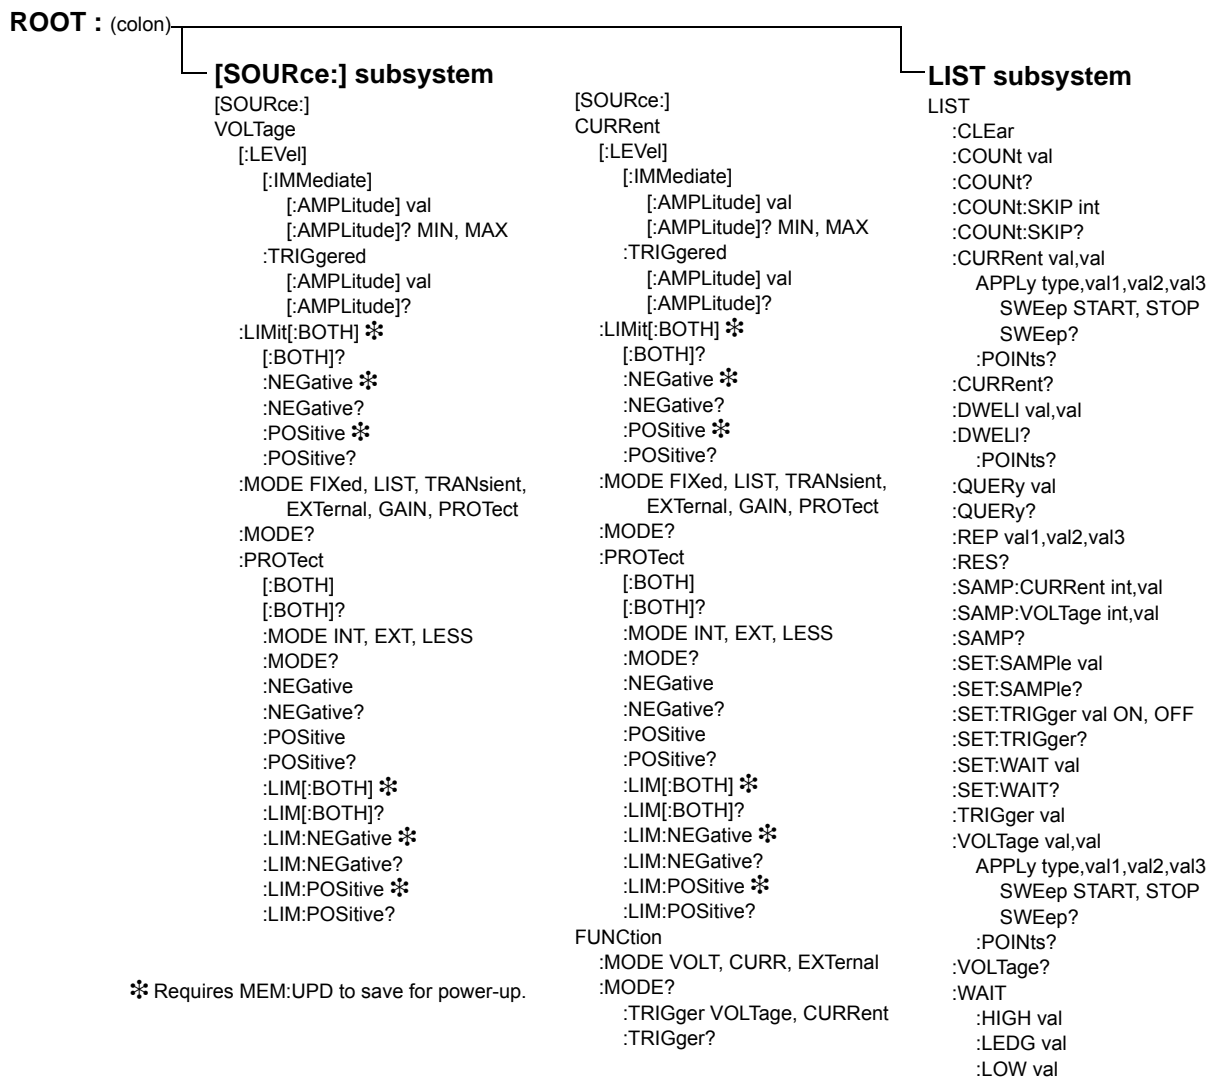 ROOT : (colon)
[SOURce:] subsystem
[SOURce:]
VOLTage
[:LEVel]
[:IMMediate]
[:AMPLitude] val
[:AMPLitude]? MIN, MAX
:TRIGgered
[:AMPLitude] val
[:AMPLitude]?
:LIMit[:BOTH] ✻
[:BOTH]?
:NEGative ✻
:NEGative?
:POSitive ✻
:POSitive?
:MODE FIXed, LIST, TRANsient,
EXTernal, GAIN, PROTect
:MODE?
:PROTect
[:BOTH]
[:BOTH]?
:MODE INT, EXT, LESS
:MODE?
:NEGative
:NEGative?
:POSitive
:POSitive?
:LIM[:BOTH] ✻
:LIM[:BOTH]?
:LIM:NEGative ✻
:LIM:NEGative?
:LIM:POSitive ✻
:LIM:POSitive?
✻ Requires MEM:UPD to save for power-up.
[SOURce:]
CURRent
[:LEVel]
[:IMMediate]
[:AMPLitude] val
[:AMPLitude]? MIN, MAX
:TRIGgered
[:AMPLitude] val
[:AMPLitude]?
:LIMit[:BOTH] ✻
[:BOTH]?
:NEGative ✻
:NEGative?
:POSitive ✻
:POSitive?
:MODE FIXed, LIST, TRANsient,
EXTernal, GAIN, PROTect
:MODE?
:PROTect
[:BOTH]
[:BOTH]?
:MODE INT, EXT, LESS
:MODE?
:NEGative
:NEGative?
:POSitive
:POSitive?
:LIM[:BOTH] ✻
:LIM[:BOTH]?
:LIM:NEGative ✻
:LIM:NEGative?
:LIM:POSitive ✻
:LIM:POSitive?
FUNCtion
:MODE VOLT, CURR, EXTernal
:MODE?
:TRIGger VOLTage, CURRent
:TRIGger?
LIST subsystem
LIST
:CLEar
:COUNt val
:COUNt?
:COUNt:SKIP int
:COUNt:SKIP?
:CURRent val,val
APPLy type,val1,val2,val3
SWEep START, STOP
SWEep?
:POINts?
:CURRent?
:DWELl val,val
:DWELl?
:POINts?
:QUERy val
:QUERy?
:REP val1,val2,val3
:RES?
:SAMP:CURRent int,val
:SAMP:VOLTage int,val
:SAMP?
:SET:SAMPle val
:SET:SAMPle?
:SET:TRIGger val ON, OFF
:SET:TRIGger?
:SET:WAIT val
:SET:WAIT?
:TRIGger val
:VOLTage val,val
APPLy type,val1,val2,val3
SWEep START, STOP
SWEep?
:POINts?
:VOLTage?
:WAIT
:HIGH val
:LEDG val
:LOW val